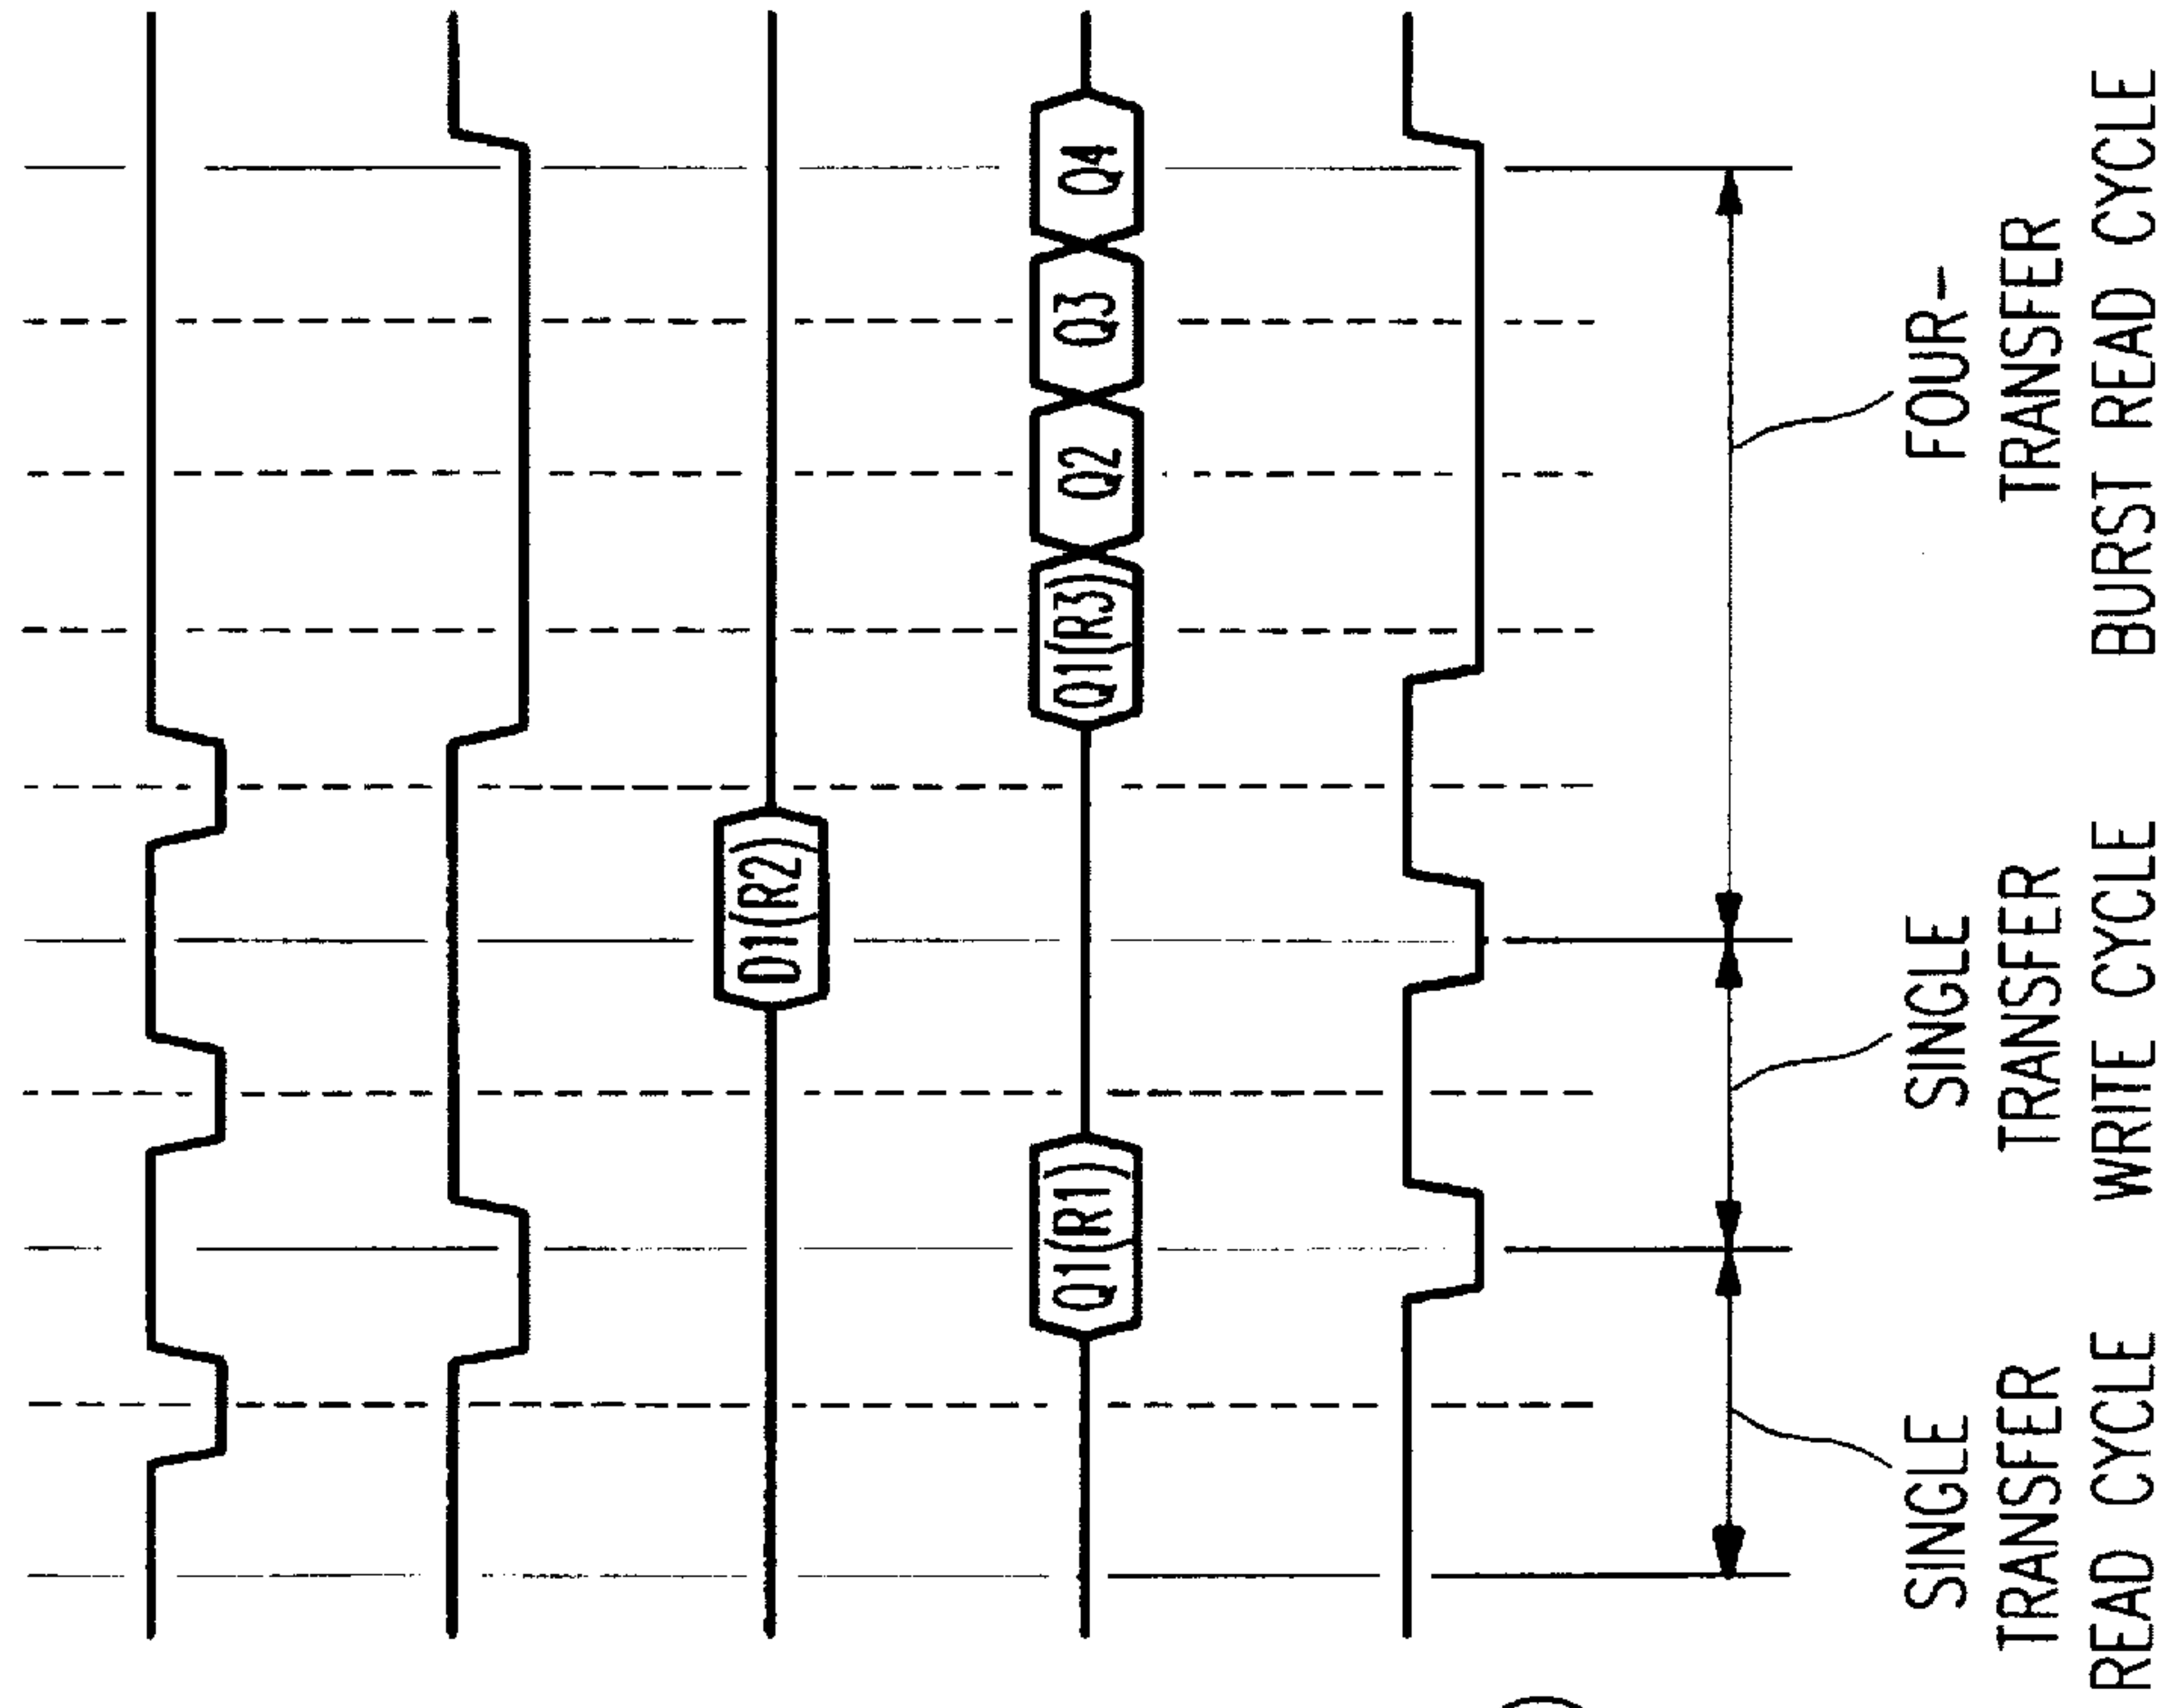 D1(R2)
Q1(R1)
Q1(R3)
Q2
Q3
Q4
SINGLE
TRANSFER
READ CYCLE
SINGLE
TRANSFER
WRITE CYCLE
FOUR-
TRANSFER
BURST READ CYCLE